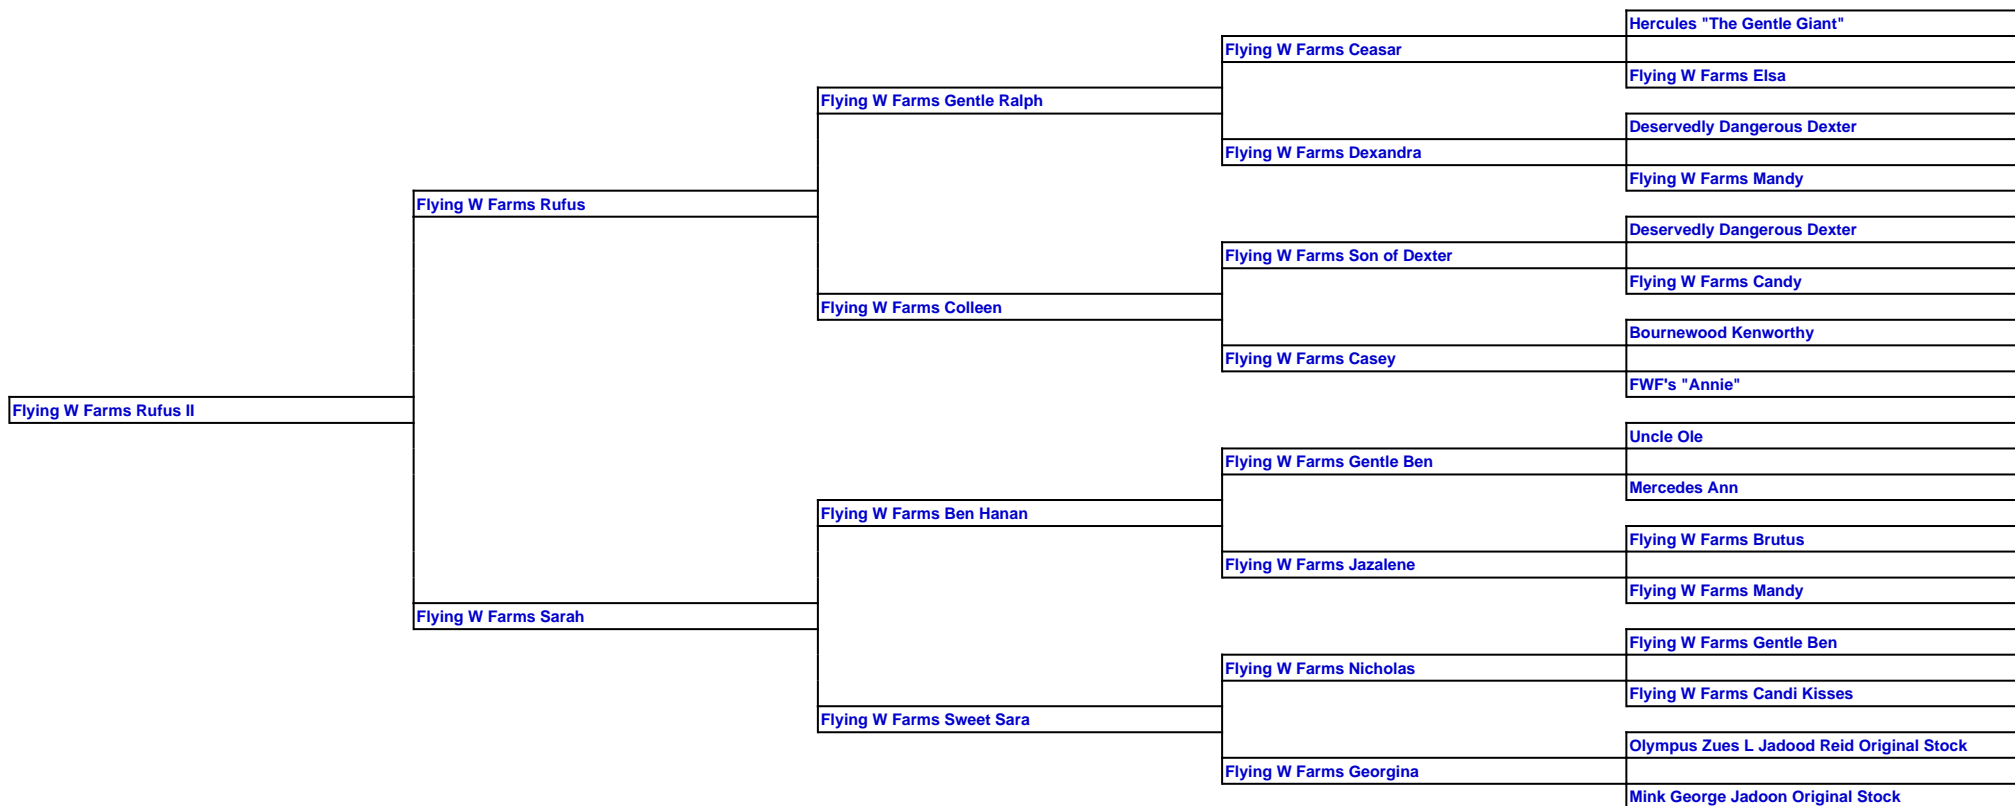 Hercules "The Gentle Giant"
Flying W Farms Ceasar
Flying W Farms Elsa
Flying W Farms Gentle Ralph
Deservedly Dangerous Dexter
Flying W Farms Dexandra
Flying W Farms Mandy
Flying W Farms Rufus
Deservedly Dangerous Dexter
Flying W Farms Son of Dexter
Flying W Farms Candy
Flying W Farms Colleen
Bournewood Kenworthy
Flying W Farms Casey
FWF's "Annie"
Flying W Farms Rufus II
Uncle Ole
Flying W Farms Gentle Ben
Mercedes Ann
Flying W Farms Ben Hanan
Flying W Farms Brutus
Flying W Farms Jazalene
Flying W Farms Mandy
Flying W Farms Sarah
Flying W Farms Gentle Ben
Flying W Farms Nicholas
Flying W Farms Candi Kisses
Flying W Farms Sweet Sara
Olympus Zues L Jadood Reid Original Stock
Flying W Farms Georgina
Mink George Jadoon Original Stock